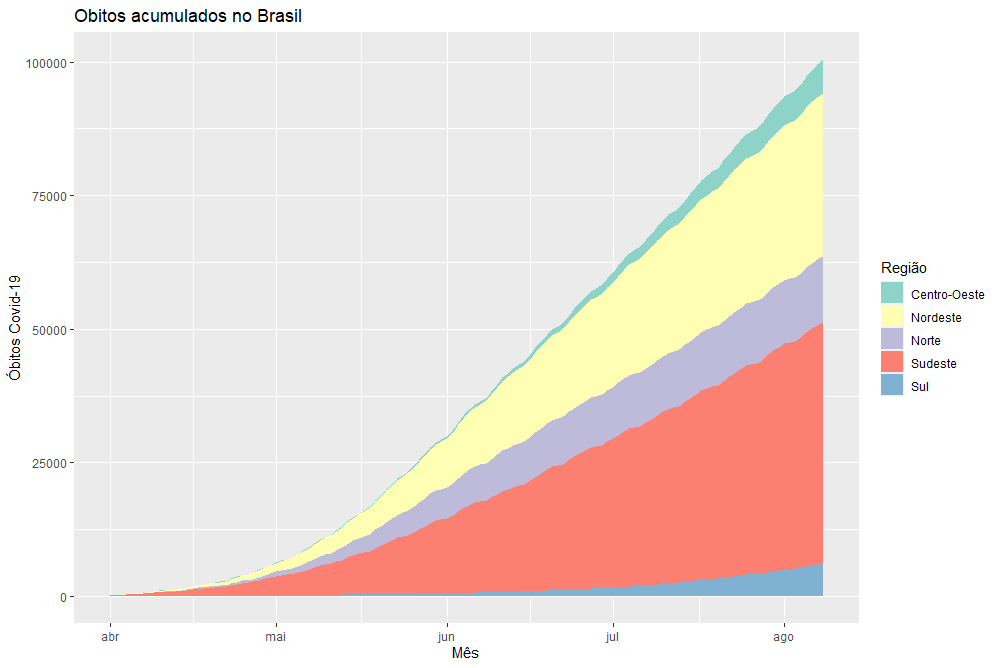 Obitos acumulados no Brasil
100000
75000
50000
25000
0
Óbitos Covid-19
abr
mai
jun
jul
ago
Mês
Região
Centro-Oeste
Nordeste
Norte
Sudeste
Sul